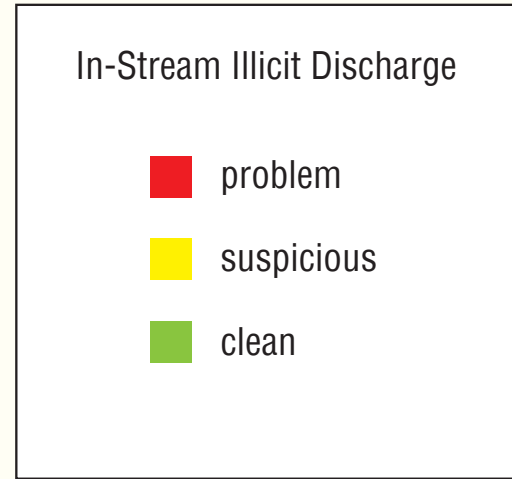 In-Stream Illicit Discharge
problem
suspicious
clean